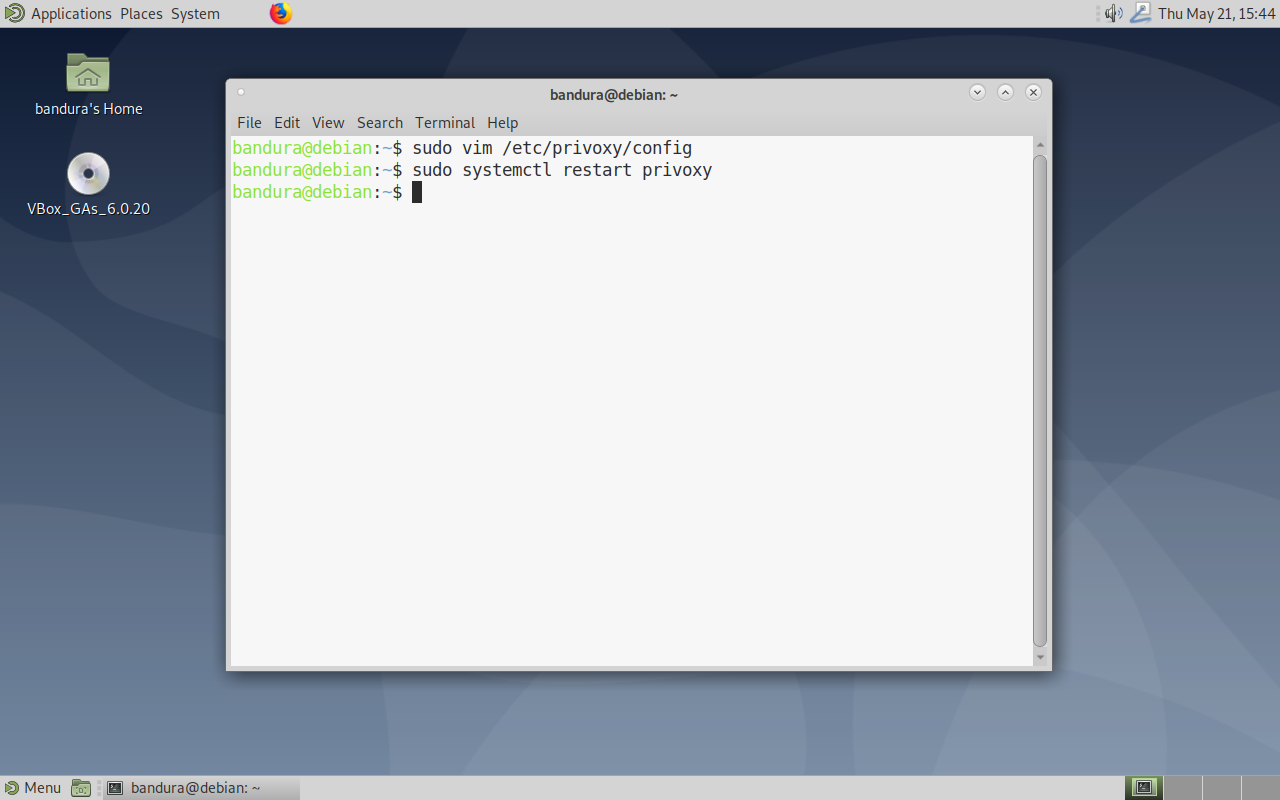 Applications Places System
Thu May 21, 15:44
bandura's Home
VBox_GAs_6.0.20
bandura@debian: ~
File Edit View Search Terminal Help
bandura@debian:~$ sudo vim /etc/privoxy/config
bandura@debian:~$ sudo systemctl restart privoxy
bandura@debian:~$
Menu
bandura@debian: ~